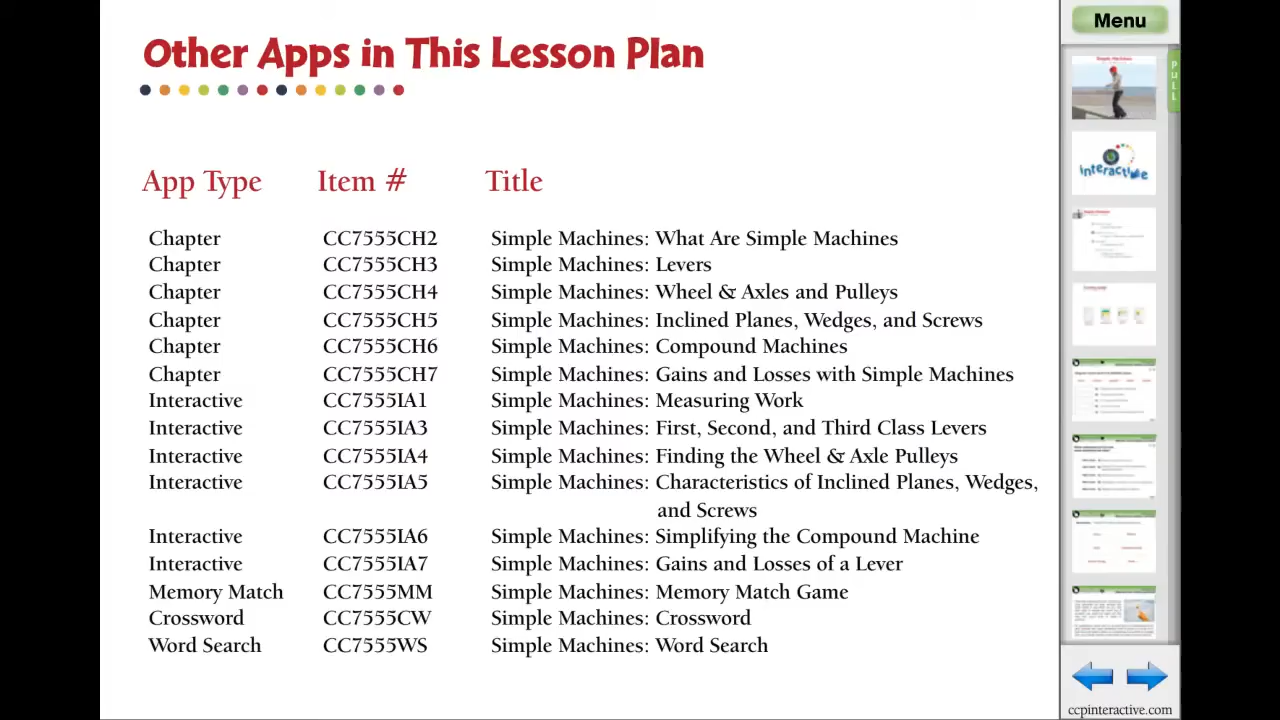 Other Apps in This Lesson Plan
App Type Item # Title
Chapter CC7555CH2 Simple Machines: What Are Simple Machines
Chapter CC7555CH3 Simple Machines: Levers
Chapter CC7555CH4 Simple Machines: Wheel & Axles and Pulleys
Chapter CC7555CH5 Simple Machines: Inclined Planes, Wedges, and Screws
Chapter CC7555CH6 Simple Machines: Compound Machines
Chapter CC7555CH7 Simple Machines: Gains and Losses with Simple Machines
Interactive CC7555IA1 Simple Machines: Measuring Work
Interactive CC7555IA3 Simple Machines: First, Second, and Third Class Levers
Interactive CC7555IA4 Simple Machines: Finding the Wheel & Axle Pulleys
Interactive CC7555IA5 Simple Machines: Characteristics of Inclined Planes, Wedges,
and Screws
Interactive CC7555IA6 Simple Machines: Simplifying the Compound Machine
Interactive CC7555IA7 Simple Machines: Gains and Losses of a Lever
Memory Match CC7555MM Simple Machines: Memory Match Game
Crossword CC7555CW Simple Machines: Crossword
Word Search CC7555WS Simple Machines: Word Search
Menu
pull
Simple Machines
interactive
ccpinteractive.com